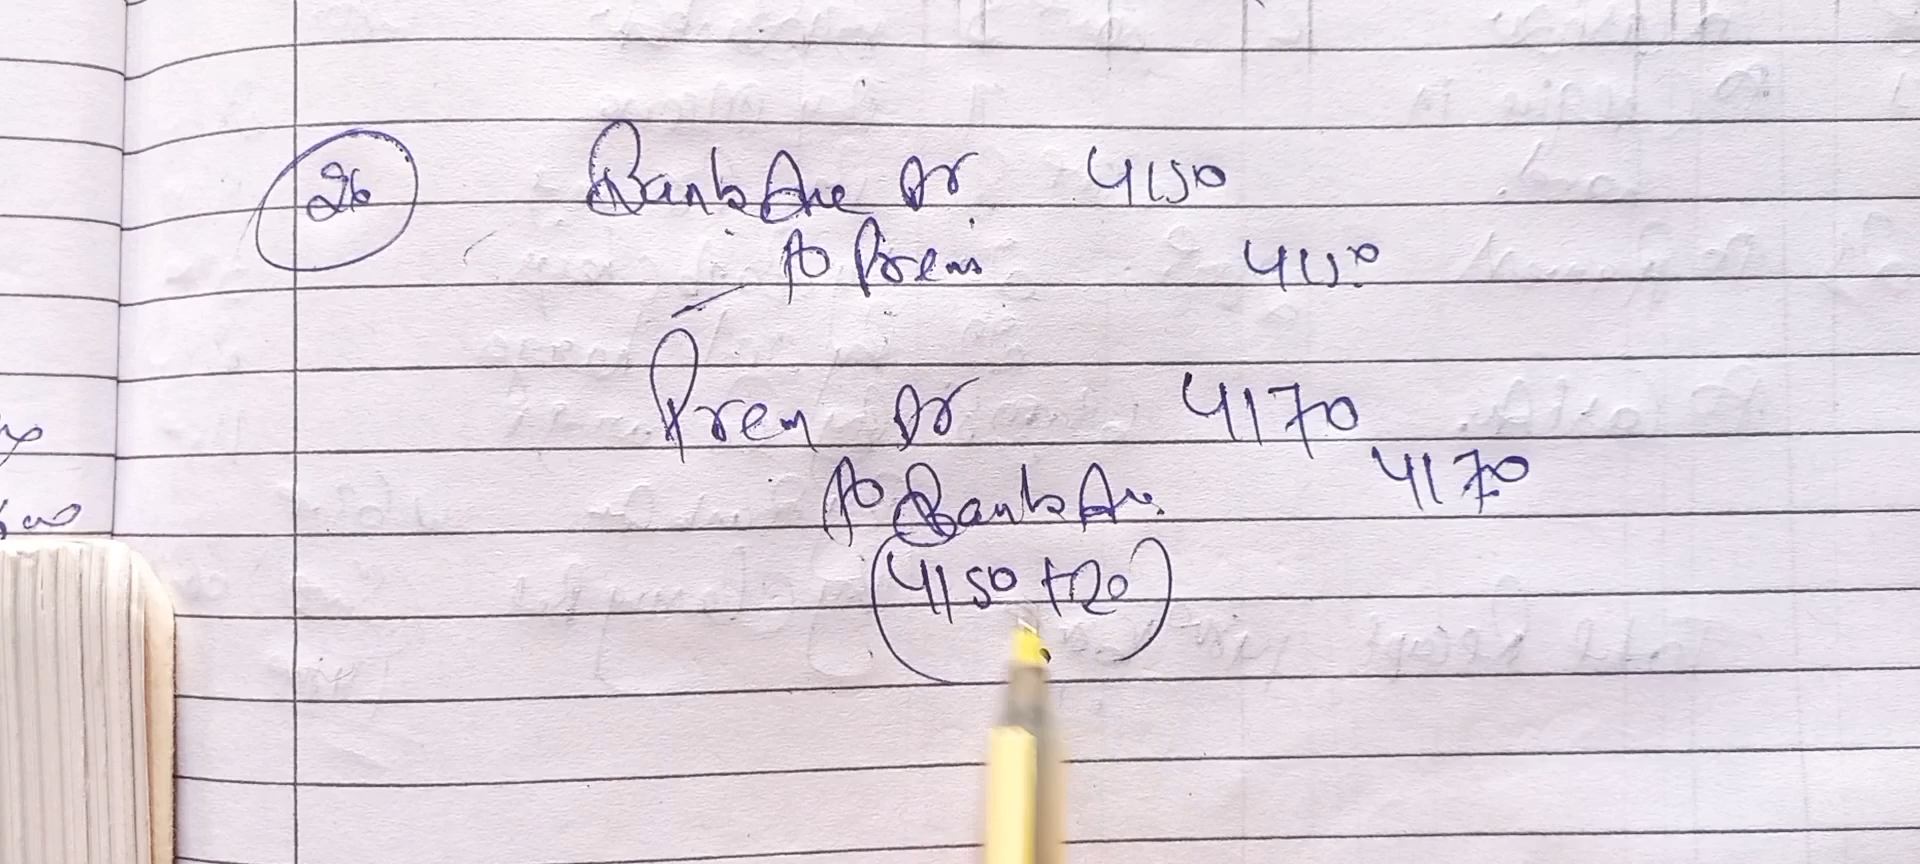 26 Bank A/c Dr 4150
To Prem 4150
Prem Dr 4170
To Bank A/c 4170
(4150 + 20)